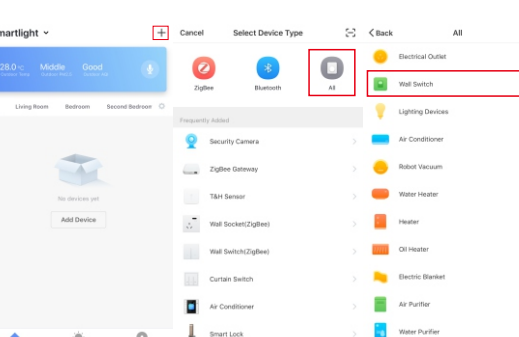 martlight
28.0 °C Middle Good
Living Room Bedroom Second Bedroom
No devices yet
Add Device
Cancel Select Device Type
ZigBee Bluetooth All
Frequently Added
Security Camera
ZigBee Gateway
T&H Sensor
Wall Socket(ZigBee)
Wall Switch(ZigBee)
Curtain Switch
Air Conditioner
Smart Lock
Back All
Electrical Outlet
Wall Switch
Lighting Devices
Air Conditioner
Robot Vacuum
Water Heater
Heater
Oil Heater
Electric Blanket
Air Purifier
Water Purifier